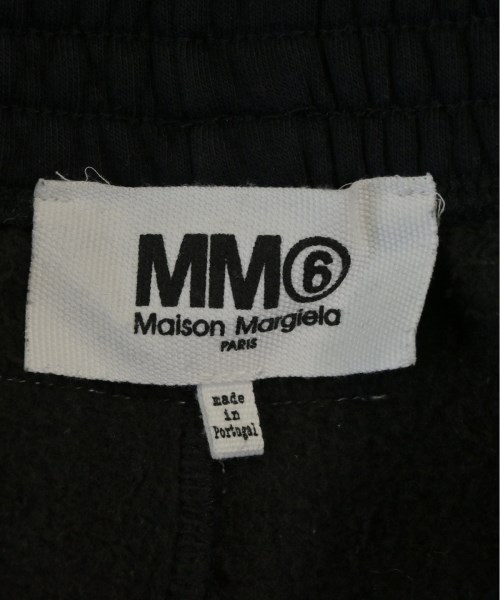 MM⑥
Maison Margiela
PARIS
made
in
Portugal